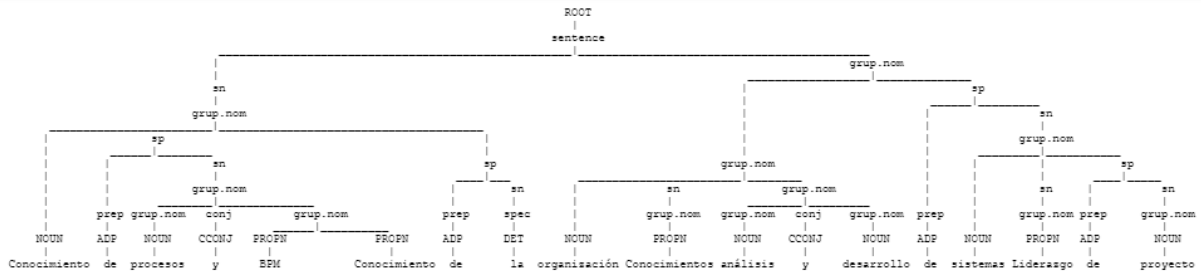 ROOT
sentence
grup.nom
sn sp
grup.nom sn
sp grup.nom
sn sp grup.nom sp
grup.nom sn sn grup.nom sn sn
prep grup.nom conj grup.nom prep spec grup.nom grup.nom conj grup.nom prep grup.nom prep grup.nom
NOUN ADP NOUN CCONJ PROPN PROPN ADP DET NOUN PROPN NOUN CCONJ NOUN ADP NOUN PROPN ADP NOUN
Conocimiento de procesos y BPM Conocimiento de la organización Conocimientos análisis y desarrollo de sistemas Liderazgo de proyecto